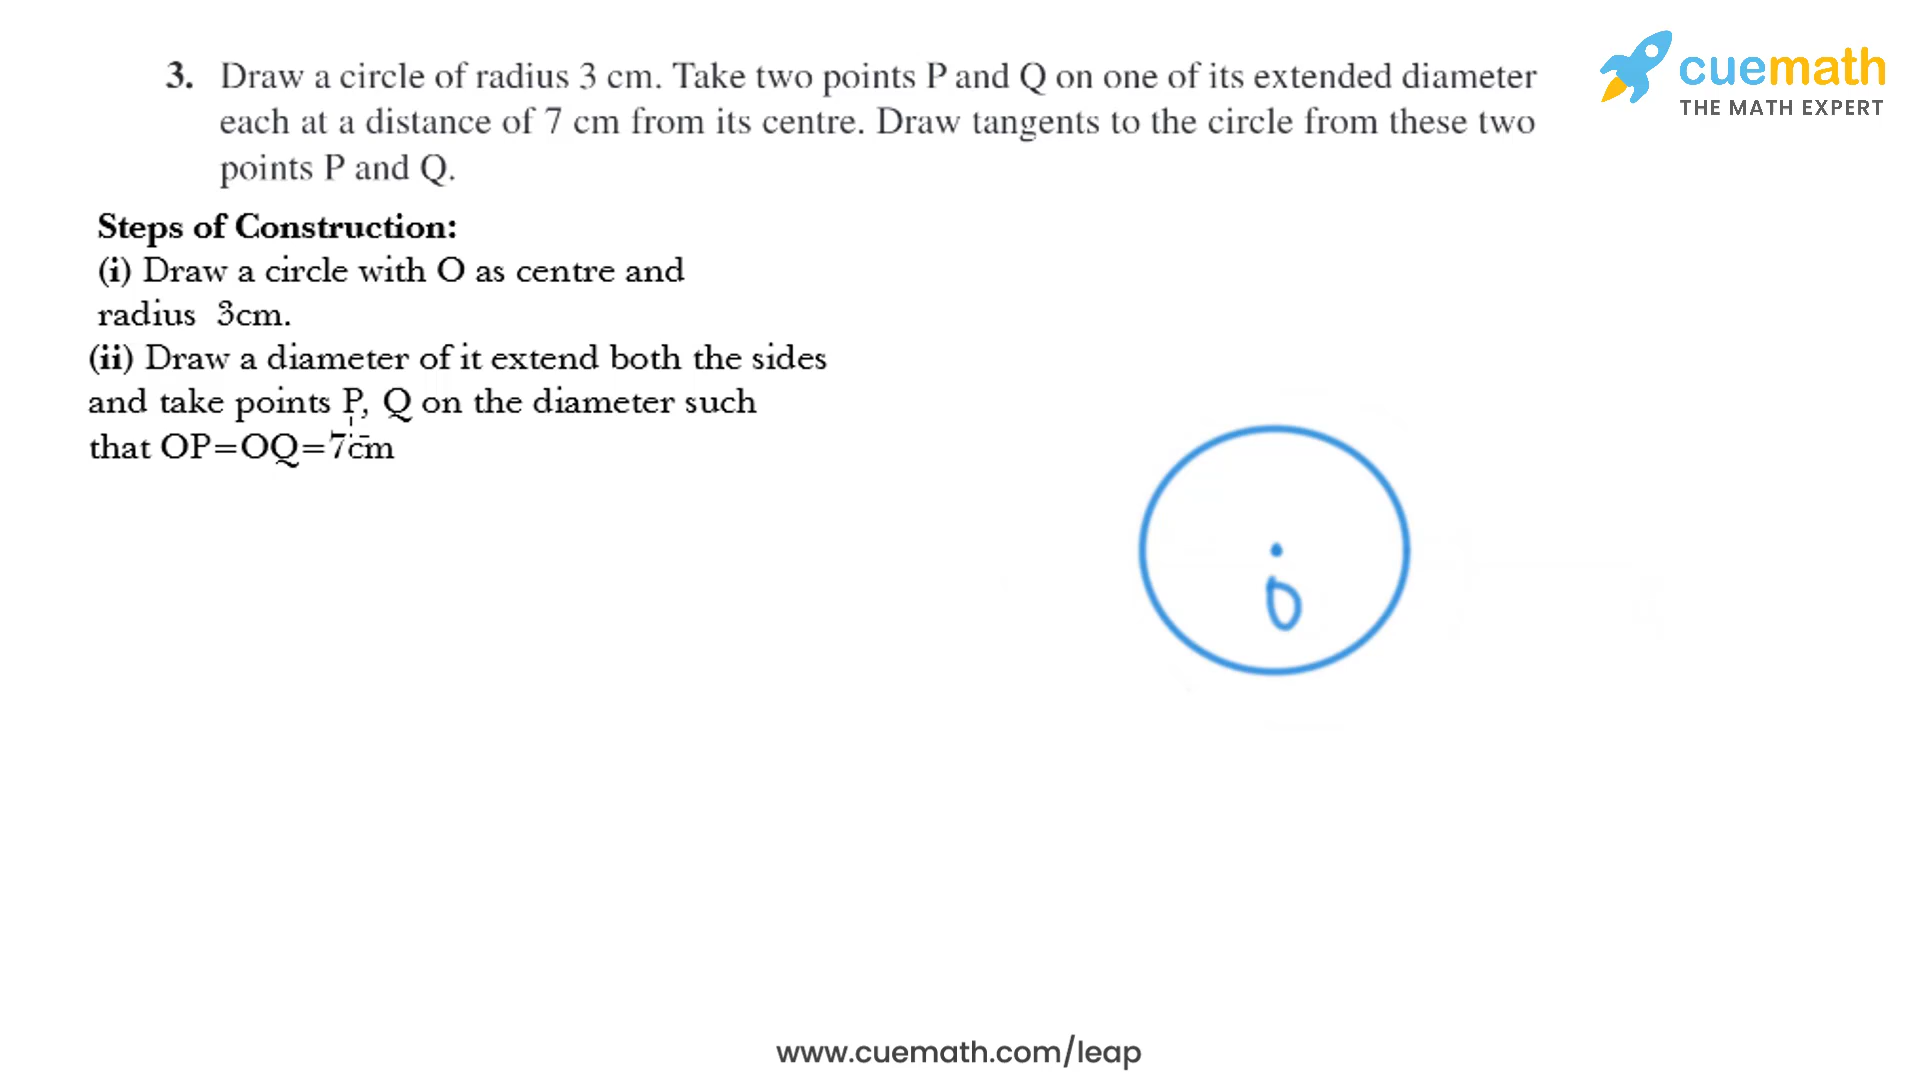 3. Draw a circle of radius 3 cm. Take two points P and Q on one of its extended diameter
each at a distance of 7 cm from its centre. Draw tangents to the circle from these two
points P and Q.
cuemath
THE MATH EXPERT
Steps of Construction:
(i) Draw a circle with O as centre and
radius 3cm.
(ii) Draw a diameter of it extend both the sides
and take points P, Q on the diameter such
that OP=OQ=7cm
O
www.cuemath.com/leap